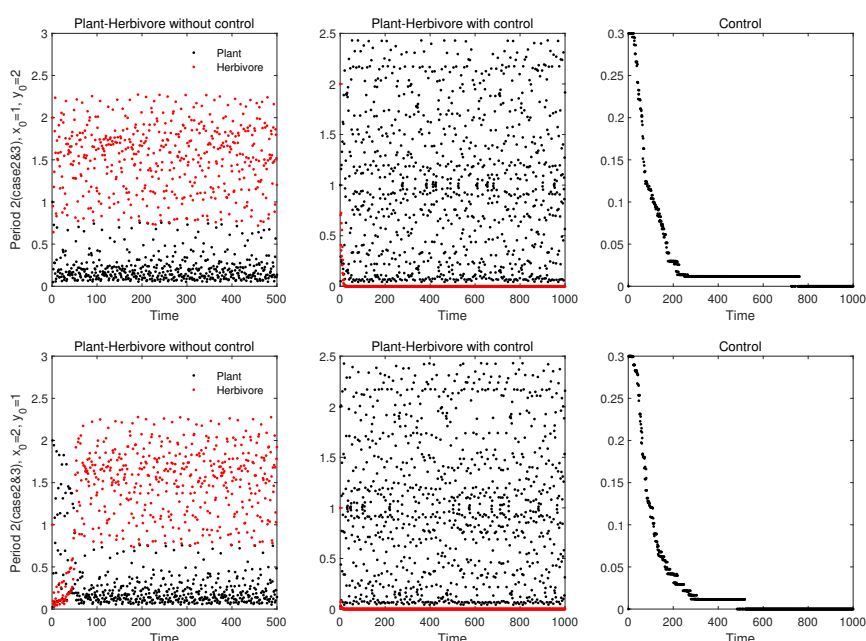 Plant-Herbivore without control
Plant-Herbivore with control
Control
Period 2(case2&3), x0=1, y0=2
3
2.5
2
1.5
1
0.5
0
Plant
Herbivore
0 100 200 300 400 500
Time
2.5
2
1.5
1
0.5
0
0 200 400 600 800 1000
Time
0.3
0.25
0.2
0.15
0.1
0.05
0
0 200 400 600 800 1000
Time
Plant-Herbivore without control
Plant-Herbivore with control
Control
Period 2(case2&3), x0=2, y0=1
3
2.5
2
1.5
1
0.5
0
Plant
Herbivore
0 100 200 300 400 500
Time
2.5
2
1.5
1
0.5
0
0 200 400 600 800 1000
Time
0.3
0.25
0.2
0.15
0.1
0.05
0
0 200 400 600 800 1000
Time